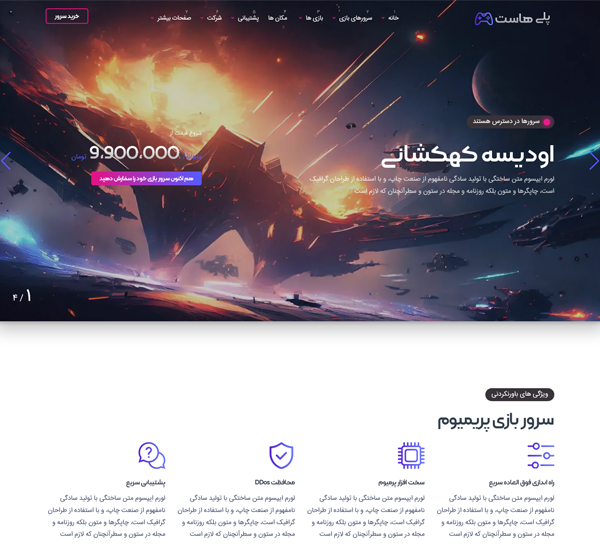 پلی هاست
خانه
سرورهای بازی
بازی ها
مکان ها
پشتیبانی
شرکت
صفحات بیشتر
خرید سرور
سرورها در دسترس هستند
اودیسه کهکشانی
لورم ایپسوم متن ساختگی با تولید سادگی نامفهوم از صنعت چاپ، و با استفاده از طراحان گرافیک
است، چاپگرها و متون بلکه روزنامه و مجله در ستون و سطرآنچنان که لازم است
شروع قیمت از
9.900.000 تومان
هم اکنون سرور بازی خود را سفارش دهید
۱ / ۴
ویژگی های باورنکردنی
سرور بازی پریمیوم
راه اندازی فوق العاده سریع
لورم ایپسوم متن ساختگی با تولید سادگی
نامفهوم از صنعت چاپ، و با استفاده از طراحان
گرافیک است، چاپگرها و متون بلکه روزنامه و
مجله در ستون و سطرآنچنان که لازم است
سخت افزار پرمیوم
لورم ایپسوم متن ساختگی با تولید سادگی
نامفهوم از صنعت چاپ، و با استفاده از طراحان
گرافیک است، چاپگرها و متون بلکه روزنامه و
مجله در ستون و سطرآنچنان که لازم است
محافظت DDos
لورم ایپسوم متن ساختگی با تولید سادگی
نامفهوم از صنعت چاپ، و با استفاده از طراحان
گرافیک است، چاپگرها و متون بلکه روزنامه و
مجله در ستون و سطرآنچنان که لازم است
پشتیبانی سریع
لورم ایپسوم متن ساختگی با تولید سادگی
نامفهوم از صنعت چاپ، و با استفاده از طراحان
گرافیک است، چاپگرها و متون بلکه روزنامه و
مجله در ستون و سطرآنچنان که لازم است